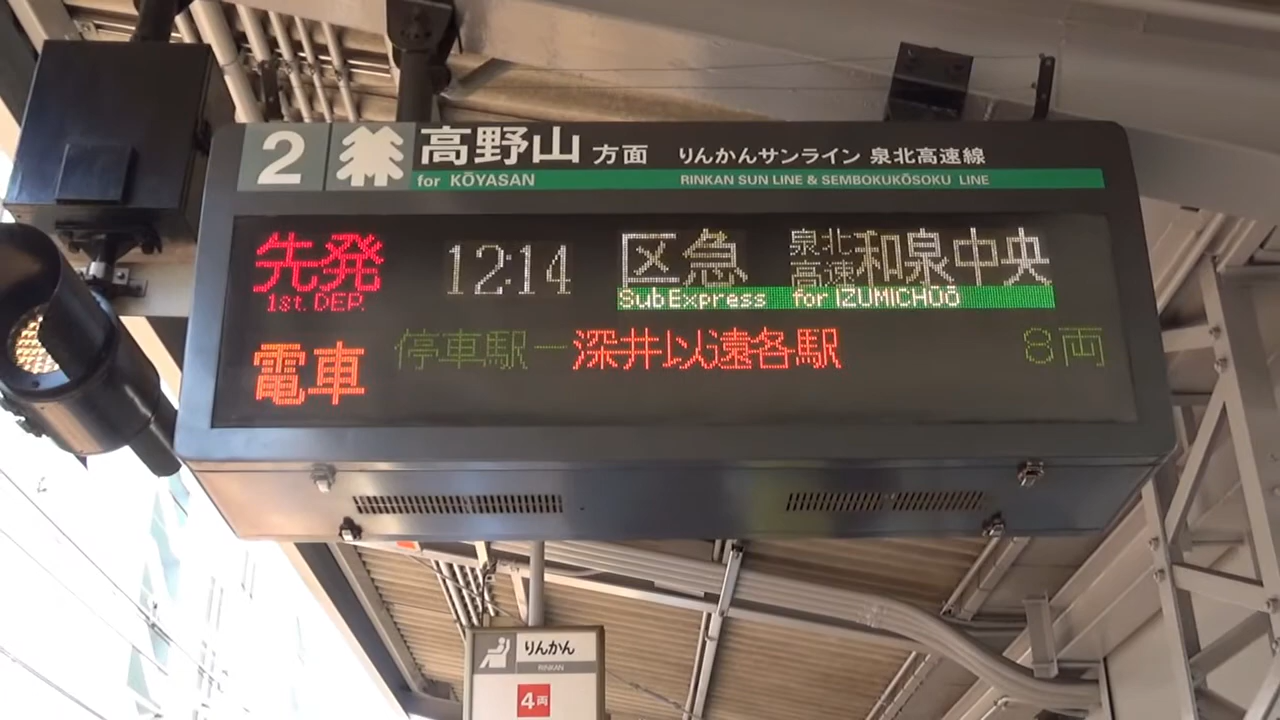 2 高野山 方面 りんかんサンライン 泉北高速線
for KŌYASAN RINKAN SUN LINE & SEMBOKUKŌSOKU LINE
先発 12:14 区急 泉北高速 和泉中央
1st. DEP. SubExpress for IZUMICHUŌ
電車 停車駅ー深井以遠各駅 8両
りんかん
RINKAN
4両